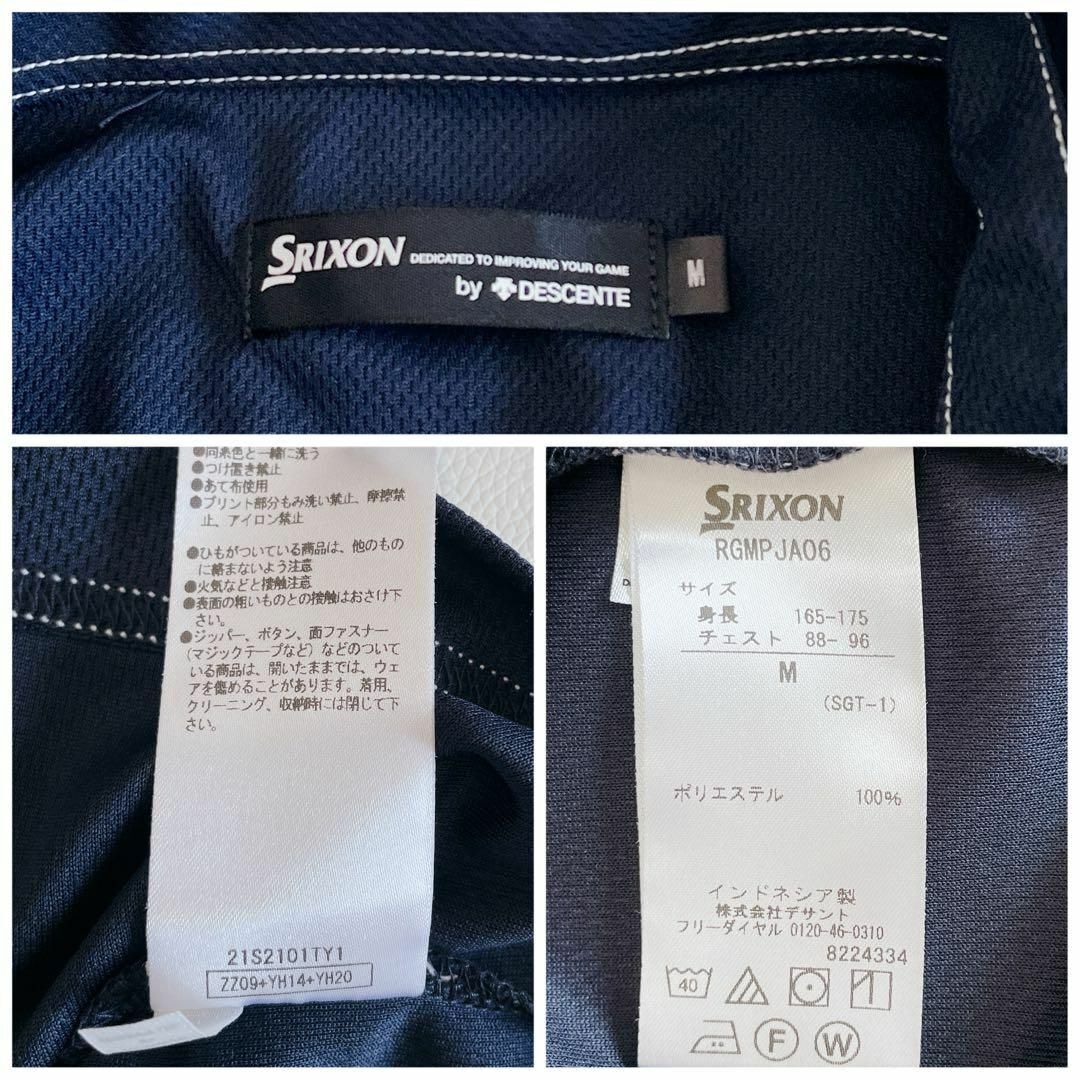 SRIXON DEDICATED TO IMPROVING YOUR GAME
by DESCENTE
M
●同系色と一緒に洗う
●つけ置き禁止
●あて布使用
●プリント部分もみ洗い禁止、摩擦禁
止、アイロン禁止
●ひもがついている商品は、他のもの
に絡まないよう注意
●火気などと接触注意
●表面の粗いものとの接触はおさけ下
さい。
●ジッパー、ボタン、面ファスナー
(マジックテープなど)などのついて
いる商品は、開いたままでは、ウェ
アを傷めることがあります。着用、
クリーニング、収納時には閉じて下
さい。
21S2101TY1
ZZ09+YH14+YH20
SRIXON
RGMPJA06
サイズ
身長 165-175
チェスト 88- 96
M
(SGT-1)
ポリエステル 100%
インドネシア製
株式会社デサント
フリーダイヤル 0120-46-0310
8224334
40
F W